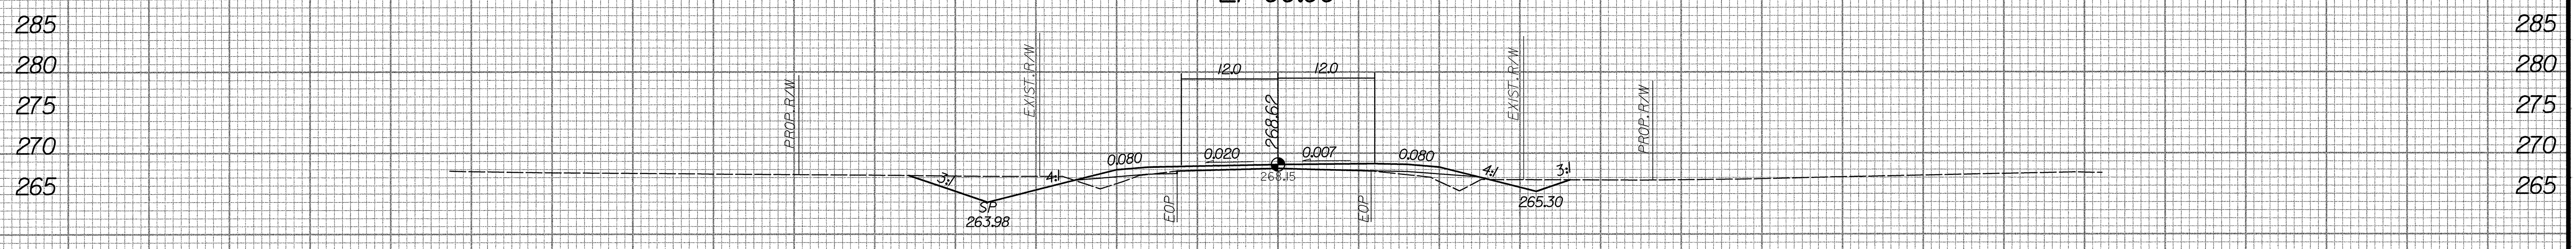 285 285
280 280
275 275
270 270
265 265
PROP. R/W
EXIST. R/W
12.0 12.0
268.62
EXIST. R/W
PROP. R/W
0.080 0.020 0.007 0.080
3:1 4:1 268.15 4:1 3:1
SP
263.98
EOP
EOP
265.30